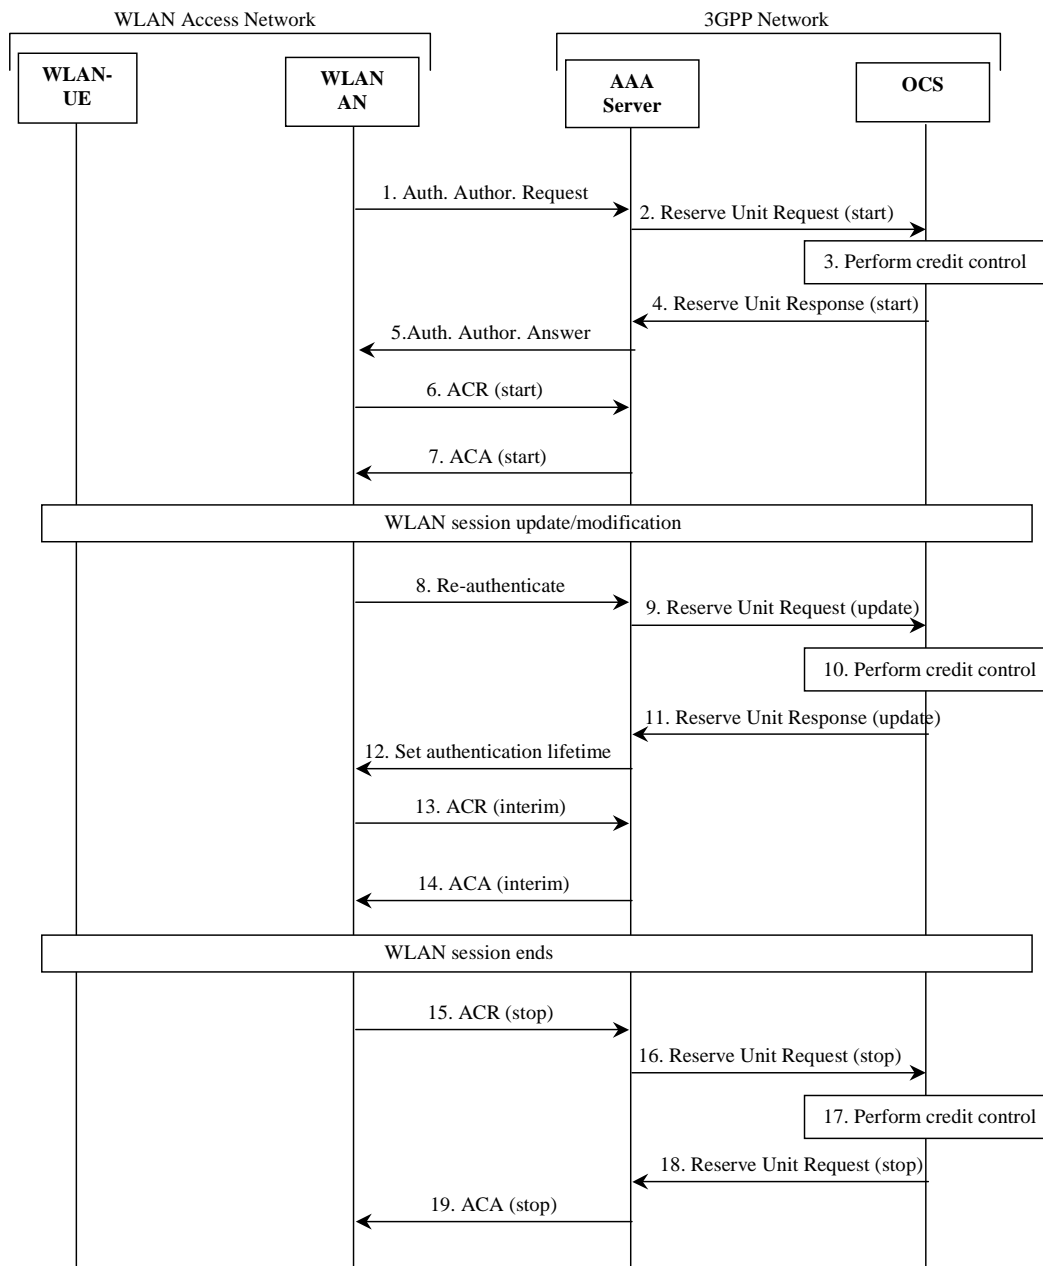 WLAN Access Network
3GPP Network
WLAN-
UE
WLAN
AN
AAA
Server
OCS
1. Auth. Author. Request
2. Reserve Unit Request (start)
3. Perform credit control
4. Reserve Unit Response (start)
5.Auth. Author. Answer
6. ACR (start)
7. ACA (start)
WLAN session update/modification
8. Re-authenticate
9. Reserve Unit Request (update)
10. Perform credit control
11. Reserve Unit Response (update)
12. Set authentication lifetime
13. ACR (interim)
14. ACA (interim)
WLAN session ends
15. ACR (stop)
16. Reserve Unit Request (stop)
17. Perform credit control
18. Reserve Unit Request (stop)
19. ACA (stop)